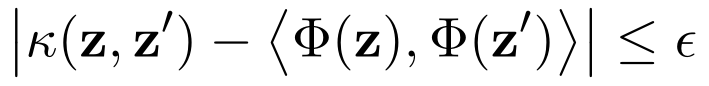 |κ(𝐳, 𝐳′) − ⟨Φ(𝐳), Φ(𝐳′)⟩| ≤ ϵ